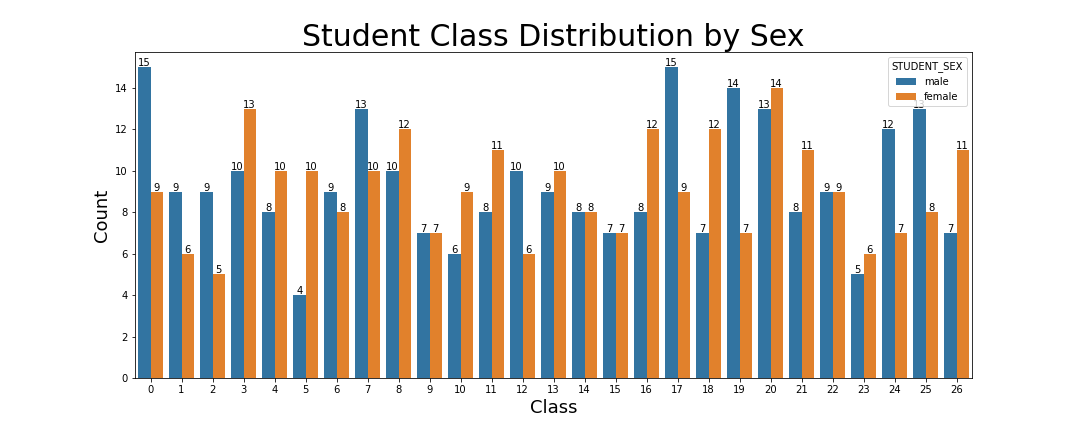 Student Class Distribution by Sex
STUDENT_SEX
male
female
Count
14
12
10
8
6
4
2
0
15 9 9 6 9 5 10 13 8 10 4 10 9 8 13 10 10 12 7 7 6 9 8 11 10 6 9 10 8 8 7 7 8 12 15 9 7 12 14 7 13 14 8 11 9 9 5 6 12 7 13 8 7 11
0 1 2 3 4 5 6 7 8 9 10 11 12 13 14 15 16 17 18 19 20 21 22 23 24 25 26
Class